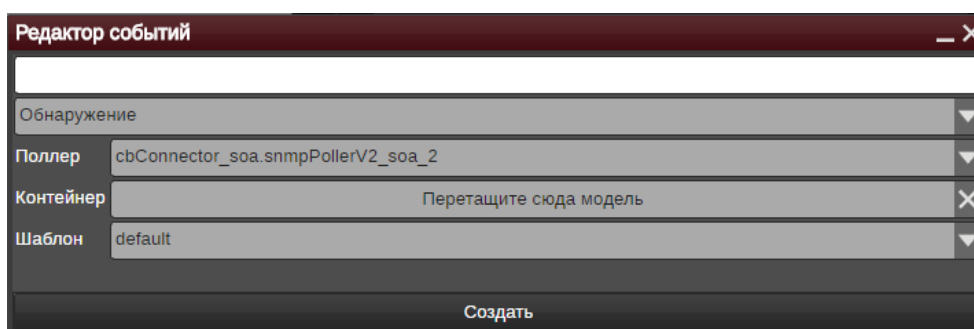 Редактор событий
Обнаружение
Поллер cbConnector_soa.snmpPollerV2_soa_2
Контейнер Перетащите сюда модель
Шаблон default
Создать